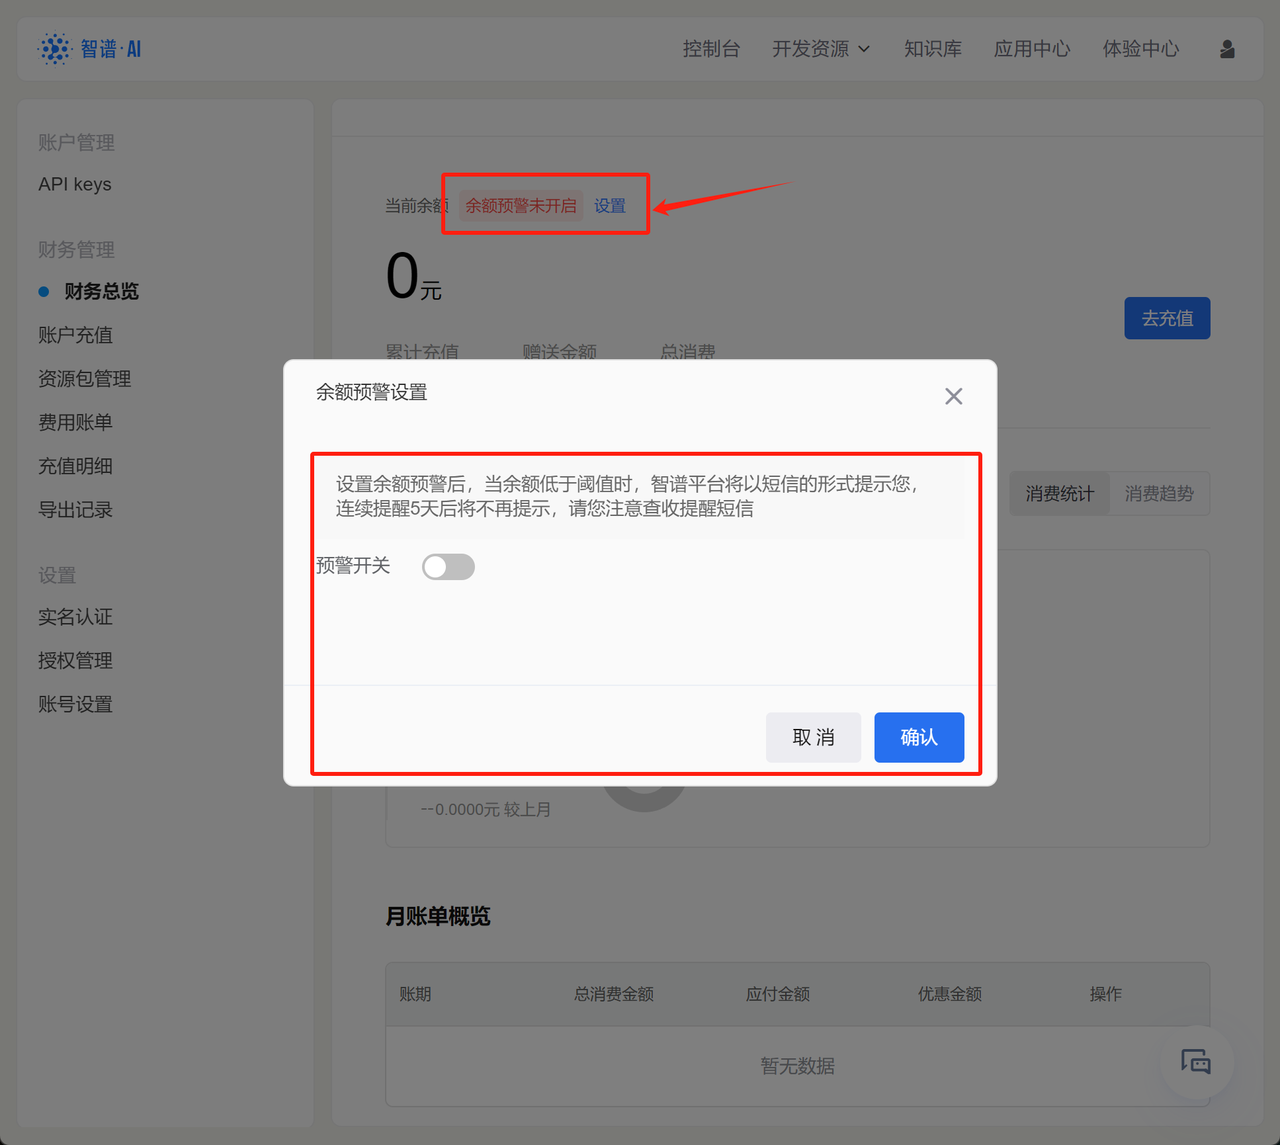 智谱·AI
控制台
开发资源
知识库
应用中心
体验中心
账户管理
API keys
财务管理
财务总览
账户充值
资源包管理
费用账单
充值明细
导出记录
设置
实名认证
授权管理
账号设置
当前余额
余额预警未开启
设置
0元
去充值
累计充值
赠送金额
总消费
余额预警设置
设置余额预警后，当余额低于阈值时，智谱平台将以短信的形式提示您，
连续提醒5天后将不再提示，请您注意查收提醒短信
预警开关
取 消
确认
消费统计
消费趋势
--0.0000元 较上月
月账单概览
账期
总消费金额
应付金额
优惠金额
操作
暂无数据